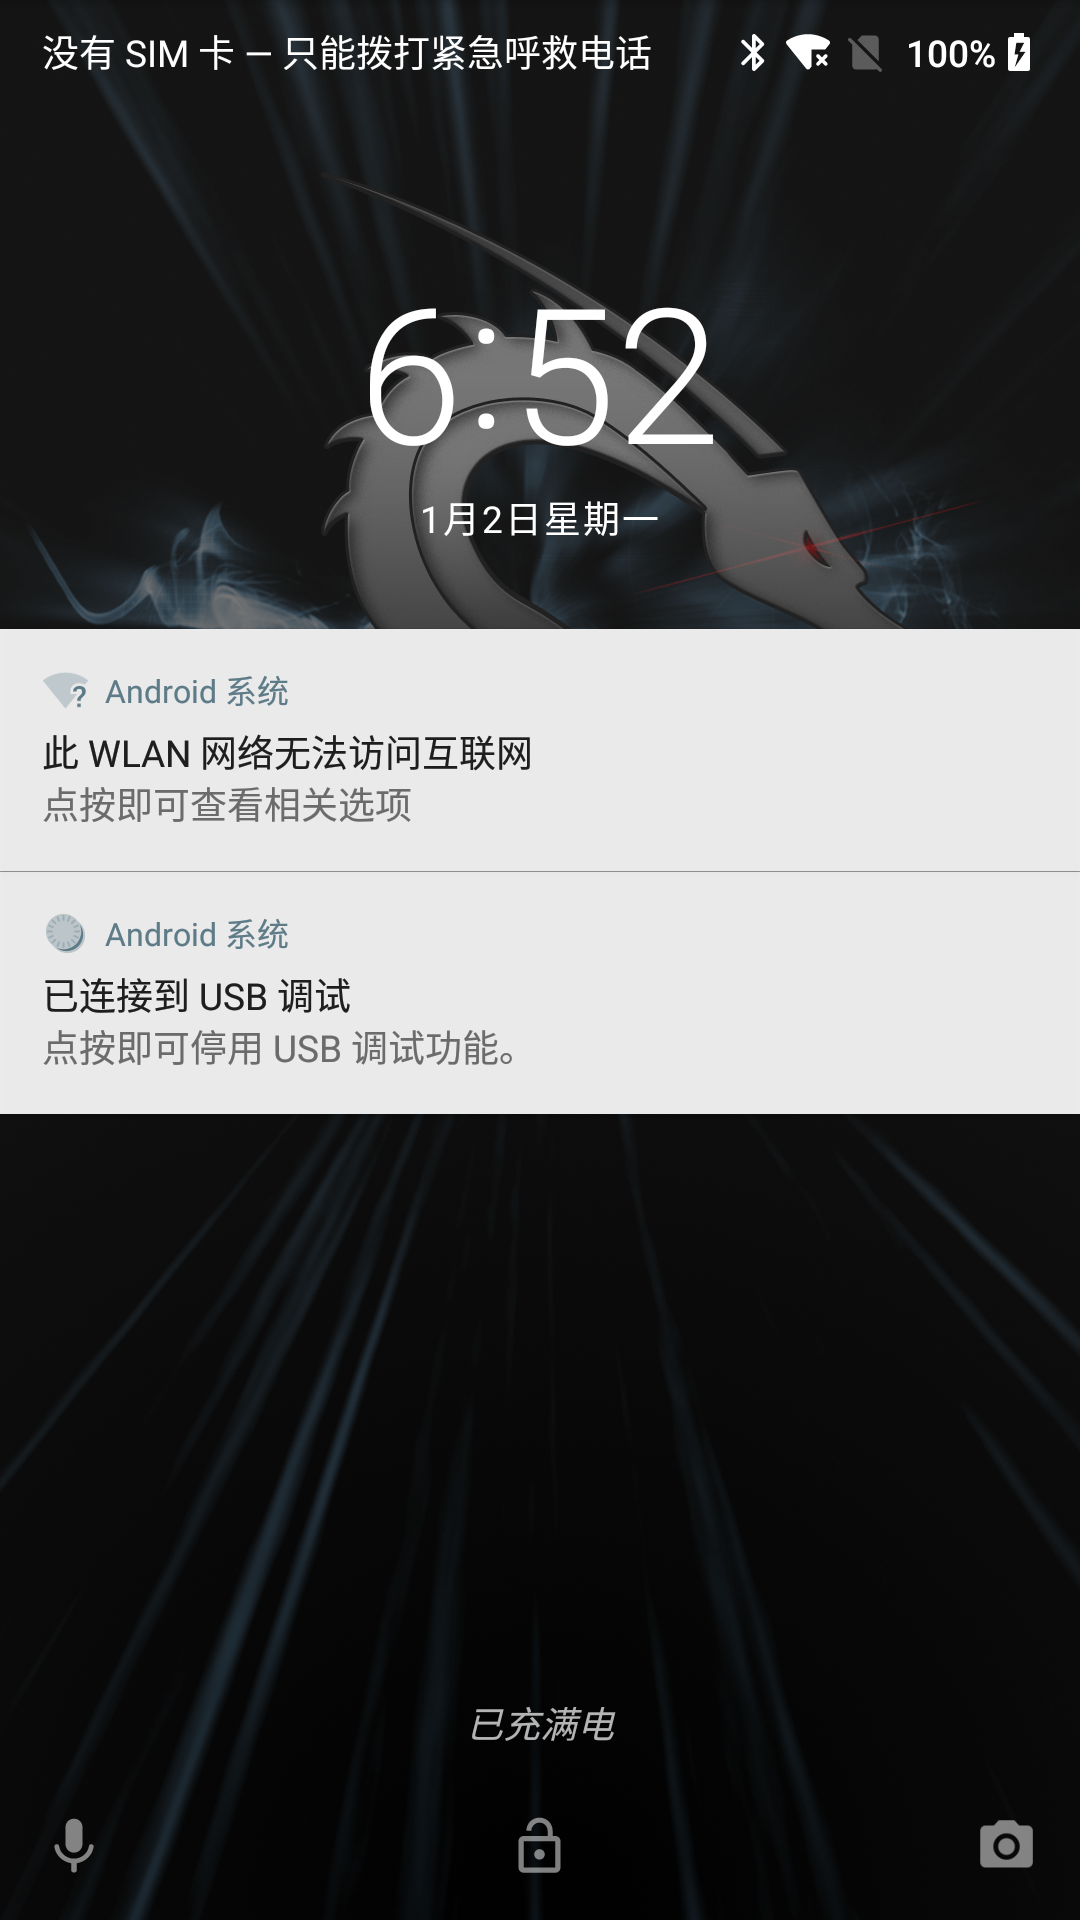 没有 SIM 卡 — 只能拨打紧急呼救电话 100%
6:52
1月2日星期一
Android 系统
此 WLAN 网络无法访问互联网
点按即可查看相关选项
Android 系统
已连接到 USB 调试
点按即可停用 USB 调试功能。
已充满电